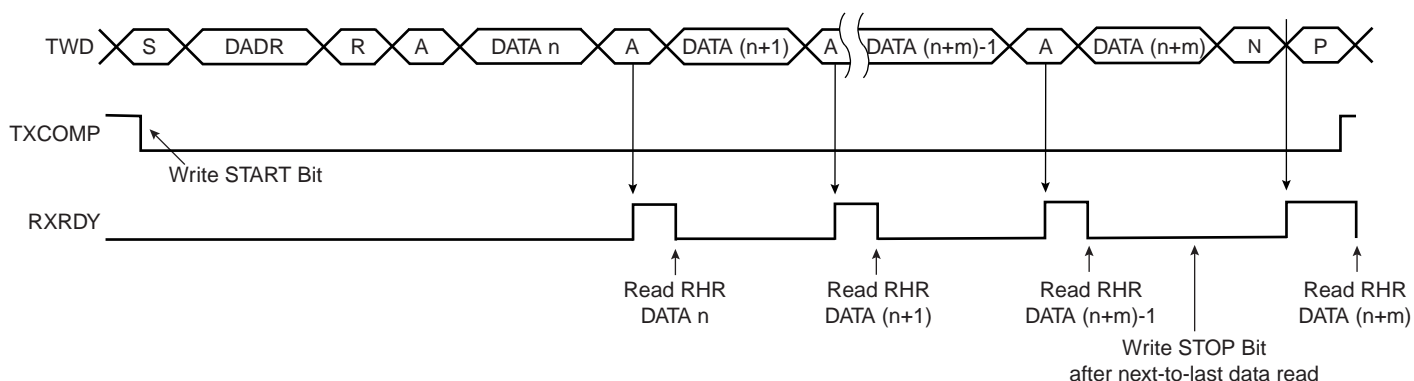 TWD S DADR R A DATA n A DATA (n+1) A DATA (n+m)-1 A DATA (n+m) N P
TXCOMP
Write START Bit
RXRDY
Read RHR Read RHR Read RHR Read RHR
DATA n DATA (n+1) DATA (n+m)-1 DATA (n+m)
Write STOP Bit
after next-to-last data read